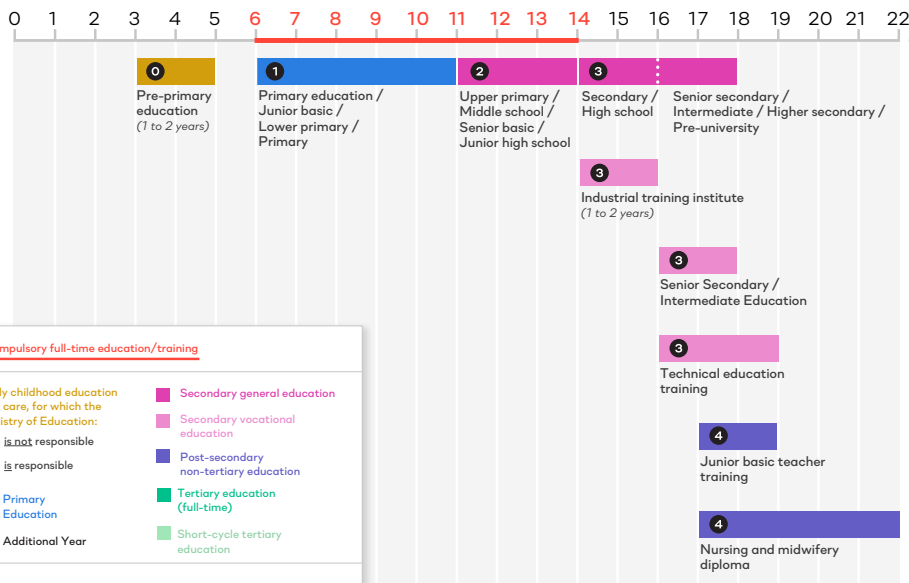 0 1 2 3 4 5 6 7 8 9 10 11 12 13 14 15 16 17 18 19 20 21 22
0
1
2
3
Pre-primary
education
(1 to 2 years)
Primary education /
Junior basic /
Lower primary /
Primary
Upper primary /
Middle school /
Senior basic /
Junior high school
Secondary /
High school
Senior secondary /
Intermediate / Higher secondary /
Pre-university
3
Industrial training institute
(1 to 2 years)
3
Senior Secondary /
Intermediate Education
3
Technical education
training
4
Junior basic teacher
training
4
Nursing and midwifery
diploma
full-time education/training
childhood education
care, for which the
of Education:
is not responsible
is responsible
Primary
Education
Additional Year
Secondary general education
Secondary vocational
education
Post-secondary
non-tertiary education
Tertiary education
(full-time)
Short-cycle tertiary
education